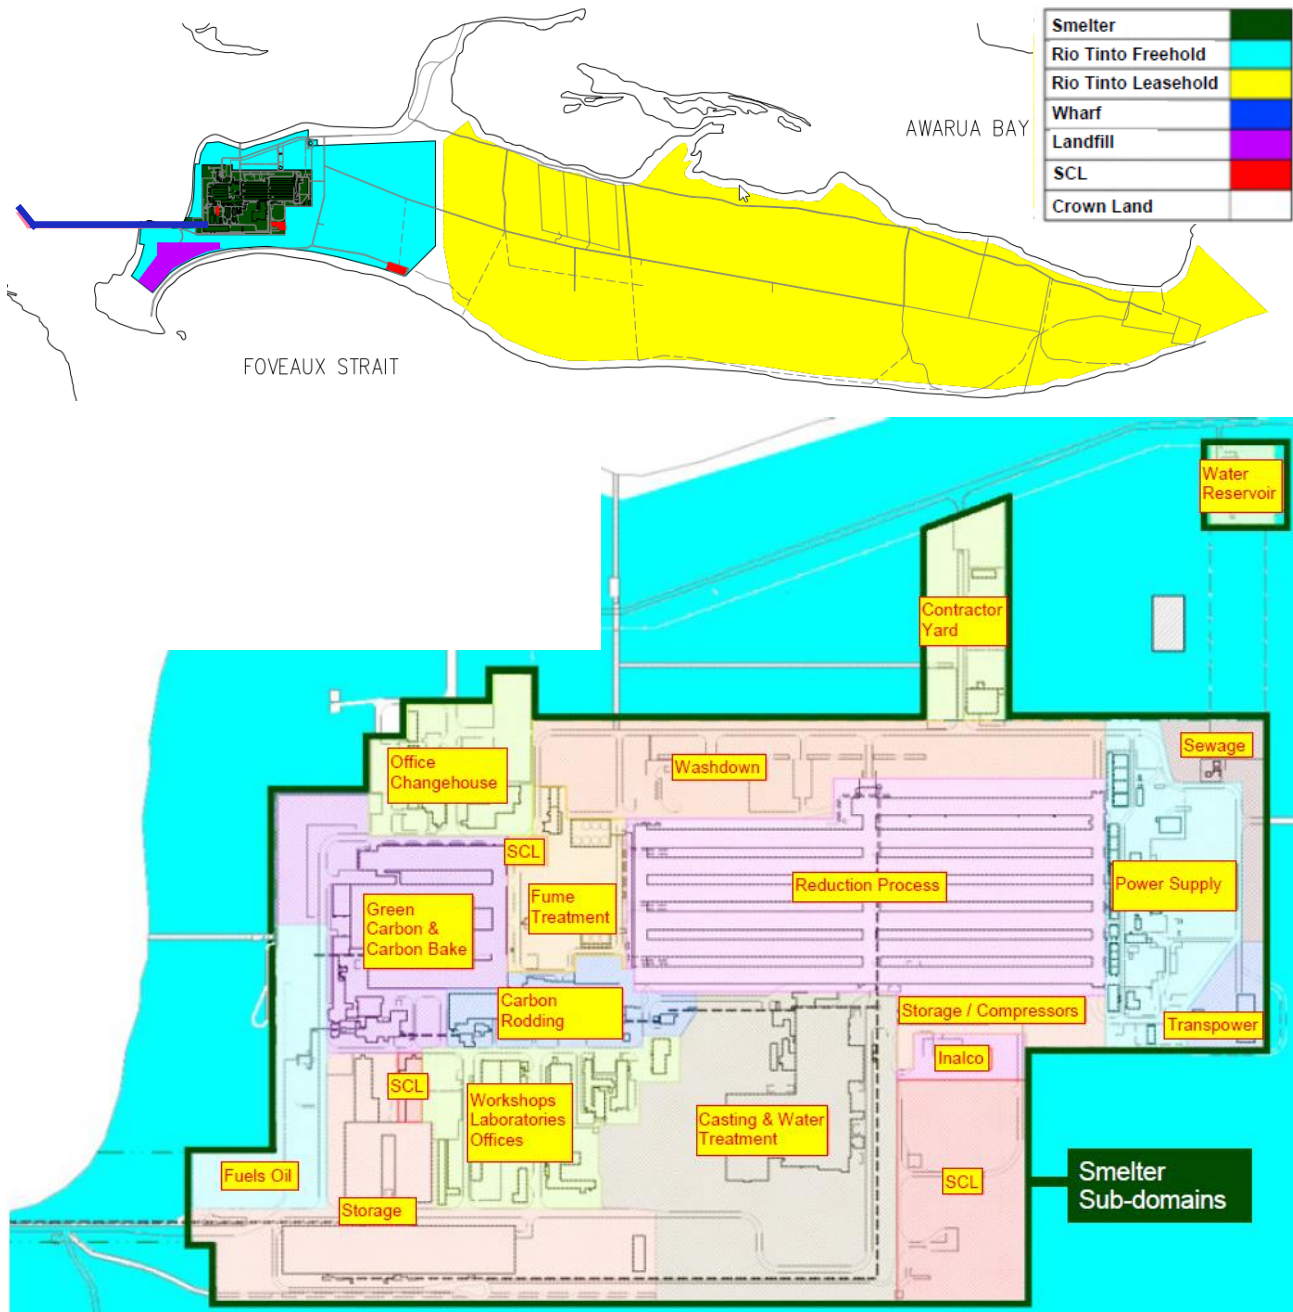 Smelter
Rio Tinto Freehold
Rio Tinto Leasehold
Wharf
Landfill
SCL
Crown Land
AWARUA BAY
FOVEAUX STRAIT
Water
Reservoir
Contractor
Yard
Sewage
Office
Changehouse
Washdown
SCL
Fume
Treatment
Reduction Process
Power Supply
Green
Carbon &
Carbon Bake
Carbon
Rodding
Storage / Compressors
Transpower
Inalco
SCL
Workshops
Laboratories
Offices
Casting & Water
Treatment
Fuels Oil
Storage
SCL
Smelter
Sub-domains